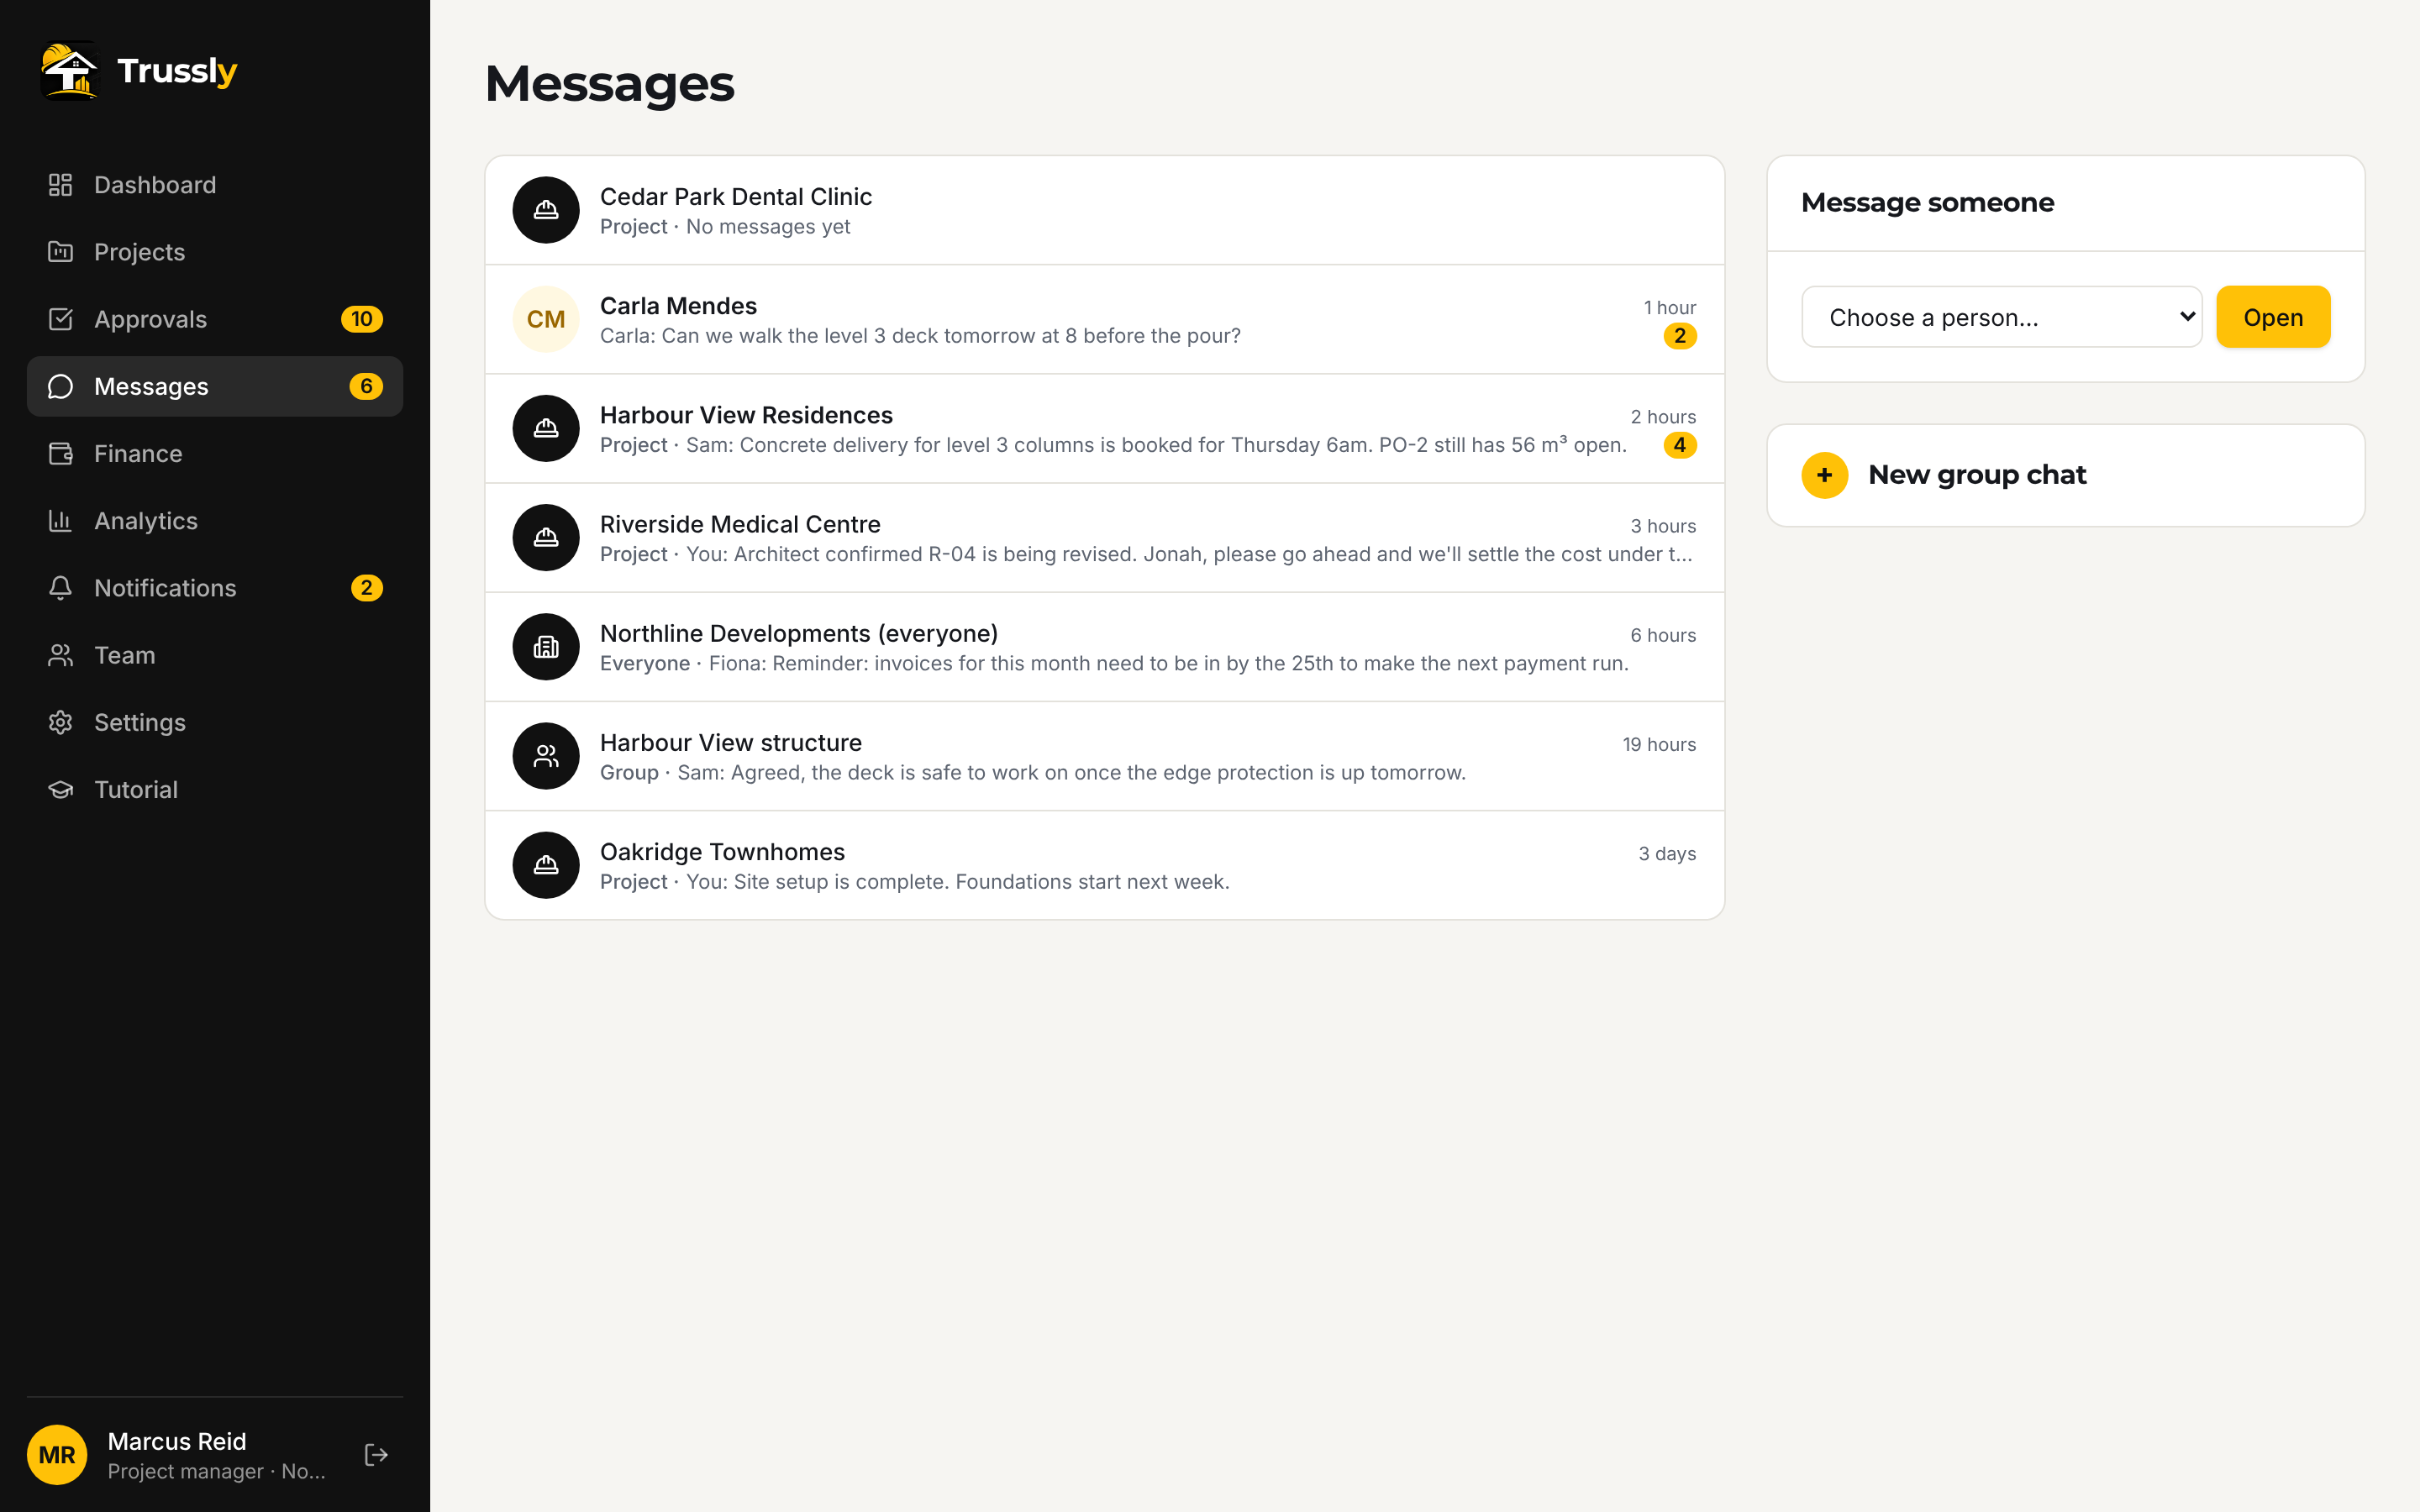 Trussly
Dashboard
Projects
Approvals 10
Messages 6
Finance
Analytics
Notifications 2
Team
Settings
Tutorial
MR
Marcus Reid
Project manager · No...
Messages
Cedar Park Dental Clinic
Project · No messages yet
CM
Carla Mendes 1 hour
Carla: Can we walk the level 3 deck tomorrow at 8 before the pour? 2
Harbour View Residences 2 hours
Project · Sam: Concrete delivery for level 3 columns is booked for Thursday 6am. PO-2 still has 56 m³ open. 4
Riverside Medical Centre 3 hours
Project · You: Architect confirmed R-04 is being revised. Jonah, please go ahead and we'll settle the cost under t...
Northline Developments (everyone) 6 hours
Everyone · Fiona: Reminder: invoices for this month need to be in by the 25th to make the next payment run.
Harbour View structure 19 hours
Group · Sam: Agreed, the deck is safe to work on once the edge protection is up tomorrow.
Oakridge Townhomes 3 days
Project · You: Site setup is complete. Foundations start next week.
Message someone
Choose a person... Open
+ New group chat